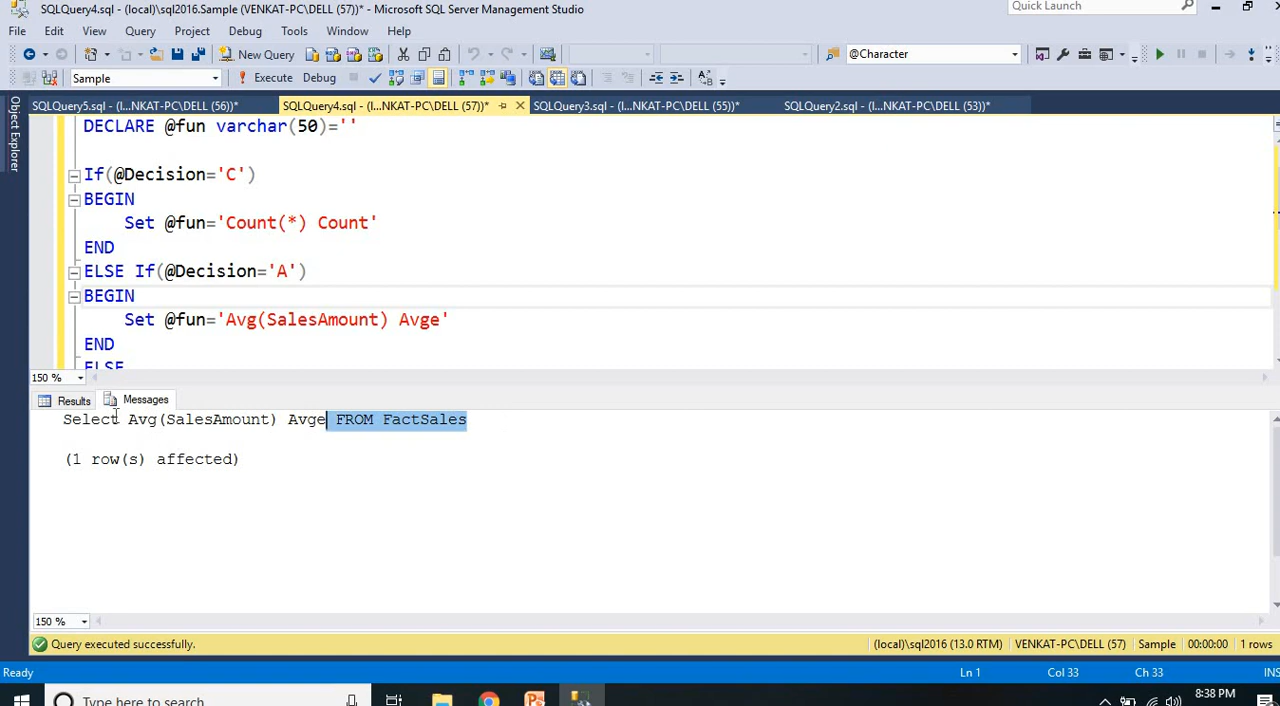 SQLQuery4.sql - (local)\sql2016.Sample (VENKAT-PC\DELL (57))* - Microsoft SQL Server Management Studio
Quick Launch
File Edit View Query Project Debug Tools Window Help
New Query
@Character
Sample
Execute Debug
SQLQuery5.sql - (l...NKAT-PC\DELL (56))*
SQLQuery4.sql - (l...NKAT-PC\DELL (57))*
SQLQuery3.sql - (l...NKAT-PC\DELL (55))*
SQLQuery2.sql - (l...NKAT-PC\DELL (53))*
Object Explorer
DECLARE @fun varchar(50)=''
If(@Decision='C')
BEGIN
Set @fun='Count(*) Count'
END
ELSE If(@Decision='A')
BEGIN
Set @fun='Avg(SalesAmount) Avge'
END
ELSE
150 %
Results Messages
Select Avg(SalesAmount) Avge FROM FactSales
(1 row(s) affected)
150 %
Query executed successfully.
(local)\sql2016 (13.0 RTM) VENKAT-PC\DELL (57) Sample 00:00:00 1 rows
Ready Ln 1 Col 33 Ch 33 INS
Type here to search
8:38 PM